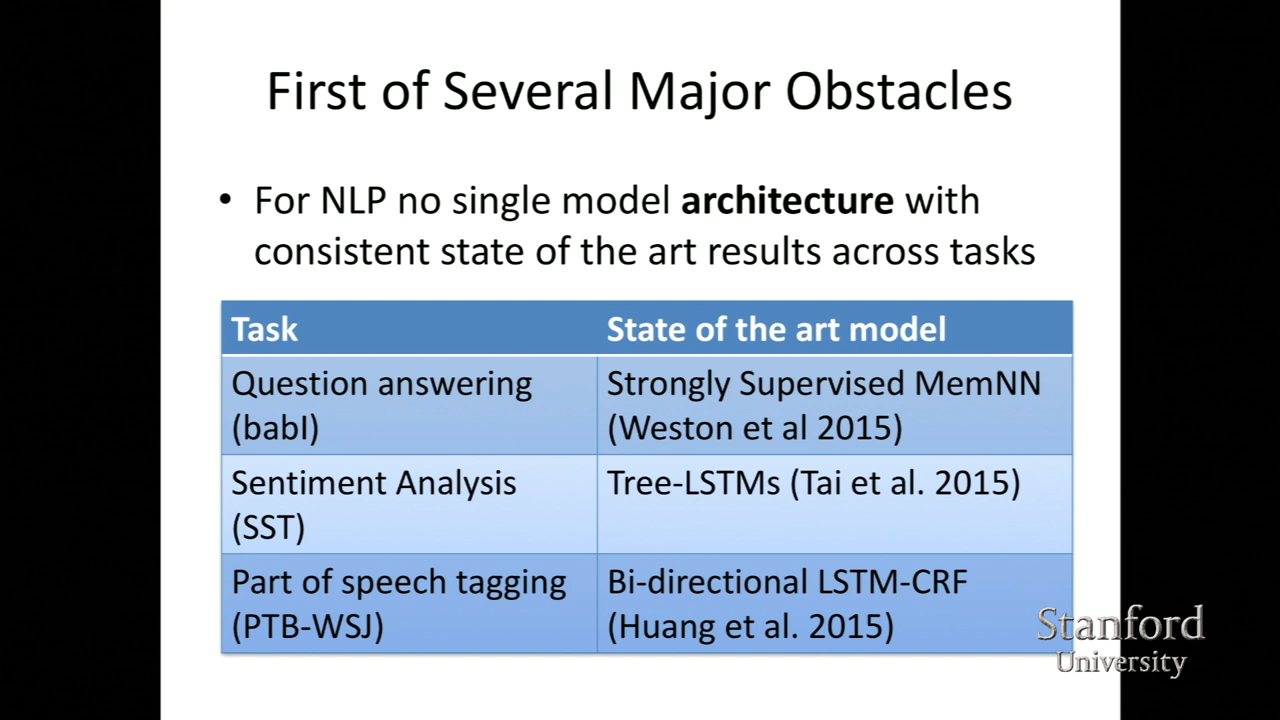 First of Several Major Obstacles
• For NLP no single model architecture with
consistent state of the art results across tasks
Task
State of the art model
Question answering
(babI)
Strongly Supervised MemNN
(Weston et al 2015)
Sentiment Analysis
(SST)
Tree-LSTMs (Tai et al. 2015)
Part of speech tagging
(PTB-WSJ)
Bi-directional LSTM-CRF
(Huang et al. 2015)
Stanford
University